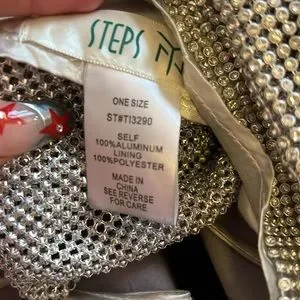 STEPS
ONE SIZE
ST#TI3290
SELF
100%ALUMINUM
LINING
100%POLYESTER
MADE IN
CHINA
SEE REVERSE
FOR CARE